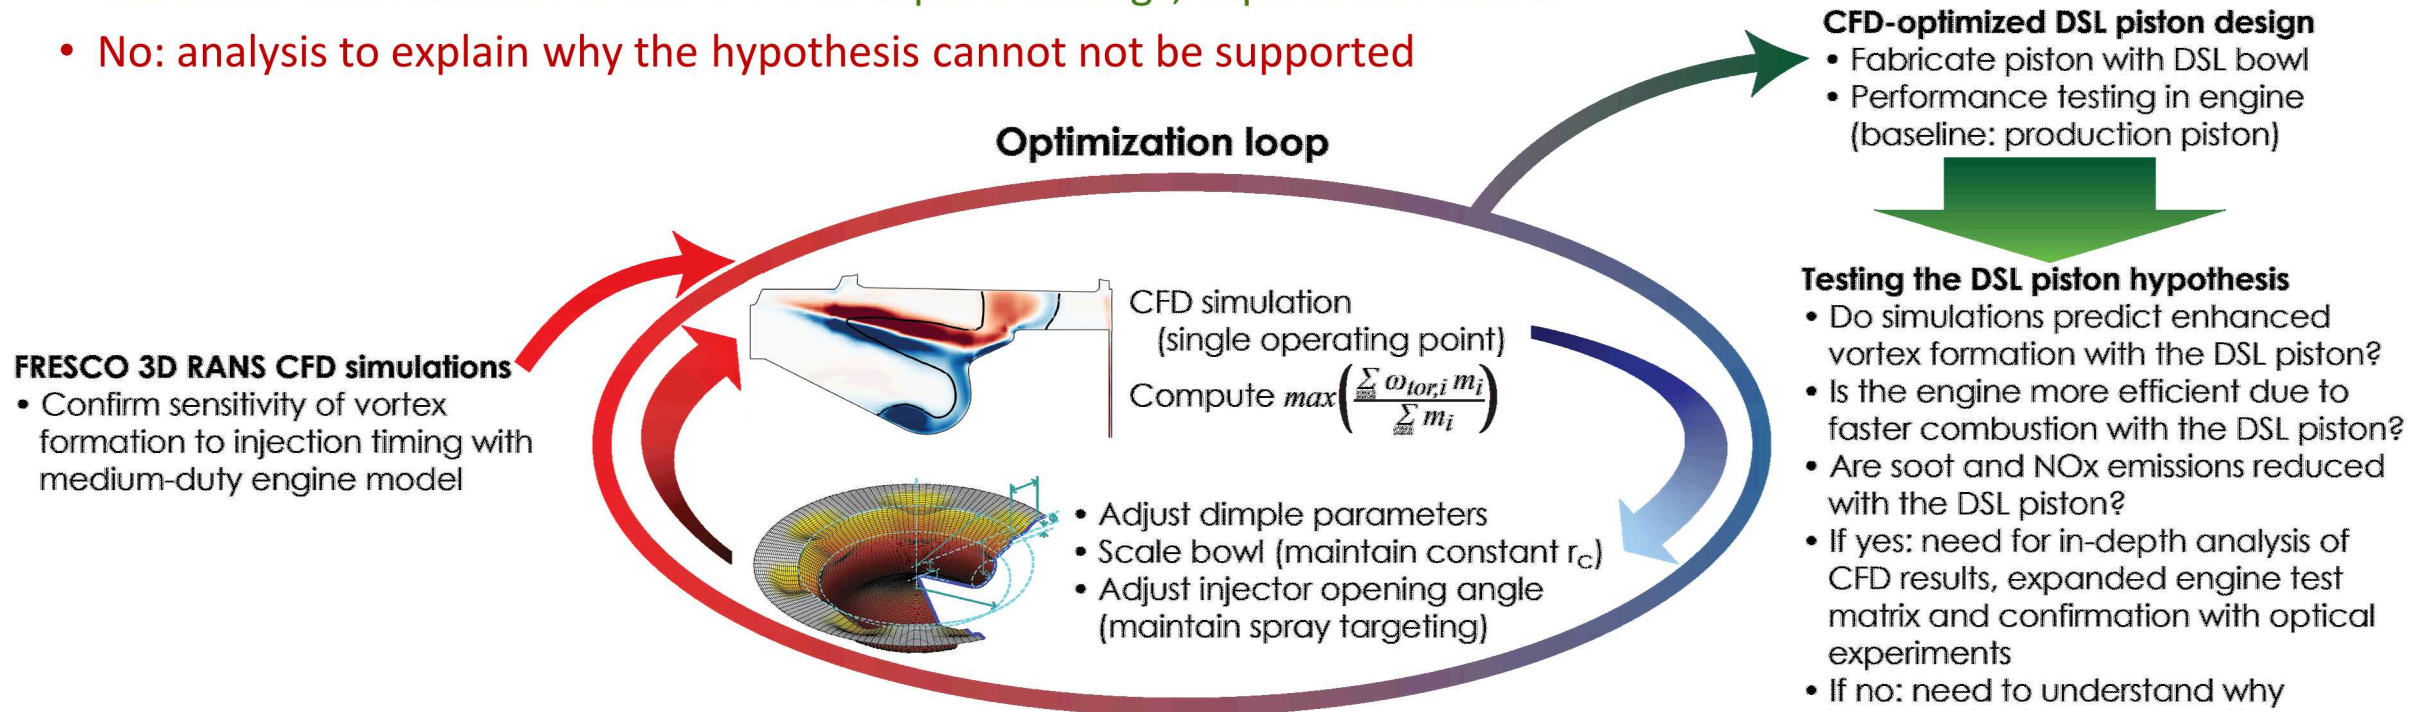 • No: analysis to explain why the hypothesis cannot not be supported
Optimization loop
FRESCO 3D RANS CFD simulations
• Confirm sensitivity of vortex
formation to injection timing with
medium-duty engine model
CFD simulation
(single operating point)
Compute max(Σ ω_tor,i m_i / Σ m_i)
• Adjust dimple parameters
• Scale bowl (maintain constant r_c)
• Adjust injector opening angle
(maintain spray targeting)
CFD-optimized DSL piston design
• Fabricate piston with DSL bowl
• Performance testing in engine
(baseline: production piston)
Testing the DSL piston hypothesis
• Do simulations predict enhanced
vortex formation with the DSL piston?
• Is the engine more efficient due to
faster combustion with the DSL piston?
• Are soot and NOx emissions reduced
with the DSL piston?
• If yes: need for in-depth analysis of
CFD results, expanded engine test
matrix and confirmation with optical
experiments
• If no: need to understand why